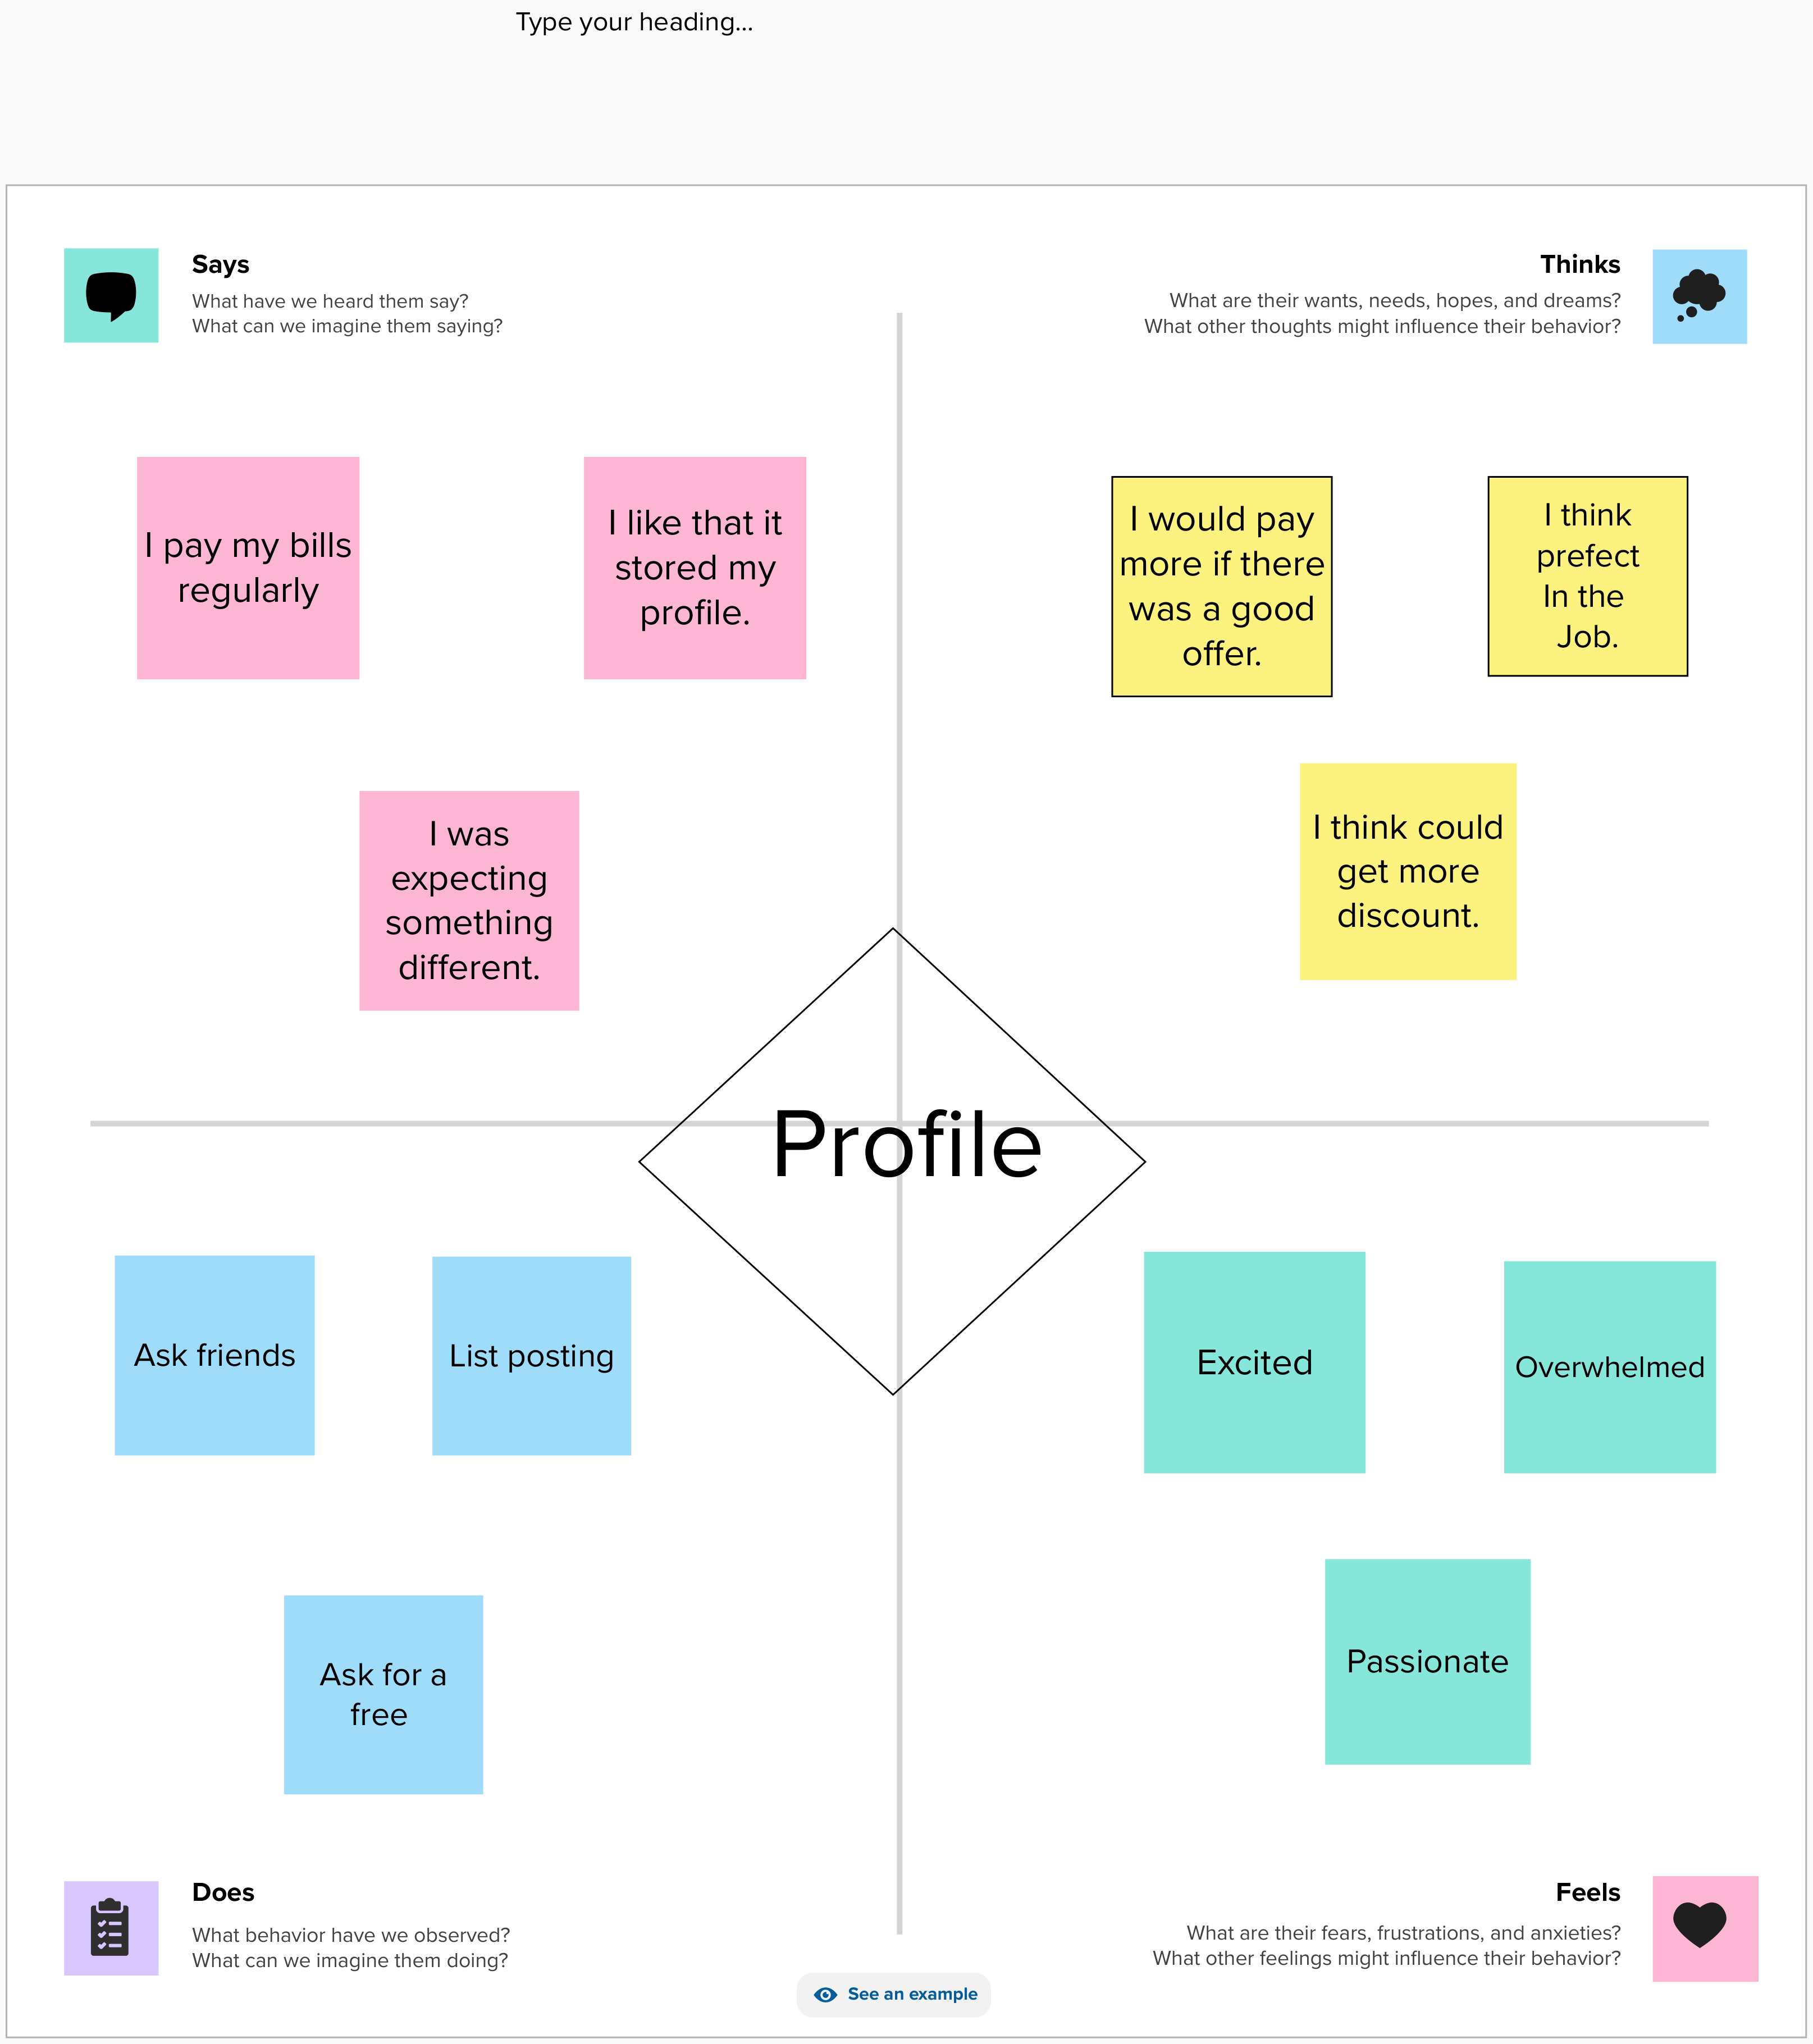 Type your heading...
Says
What have we heard them say?
What can we imagine them saying?
Thinks
What are their wants, needs, hopes, and dreams?
What other thoughts might influence their behavior?
I pay my bills
regularly
I like that it
stored my
profile.
I was
expecting
something
different.
I would pay
more if there
was a good
offer.
I think
prefect
In the
Job.
I think could
get more
discount.
Profile
Ask friends
List posting
Ask for a
free
Excited
Overwhelmed
Passionate
Does
What behavior have we observed?
What can we imagine them doing?
Feels
What are their fears, frustrations, and anxieties?
What other feelings might influence their behavior?
See an example